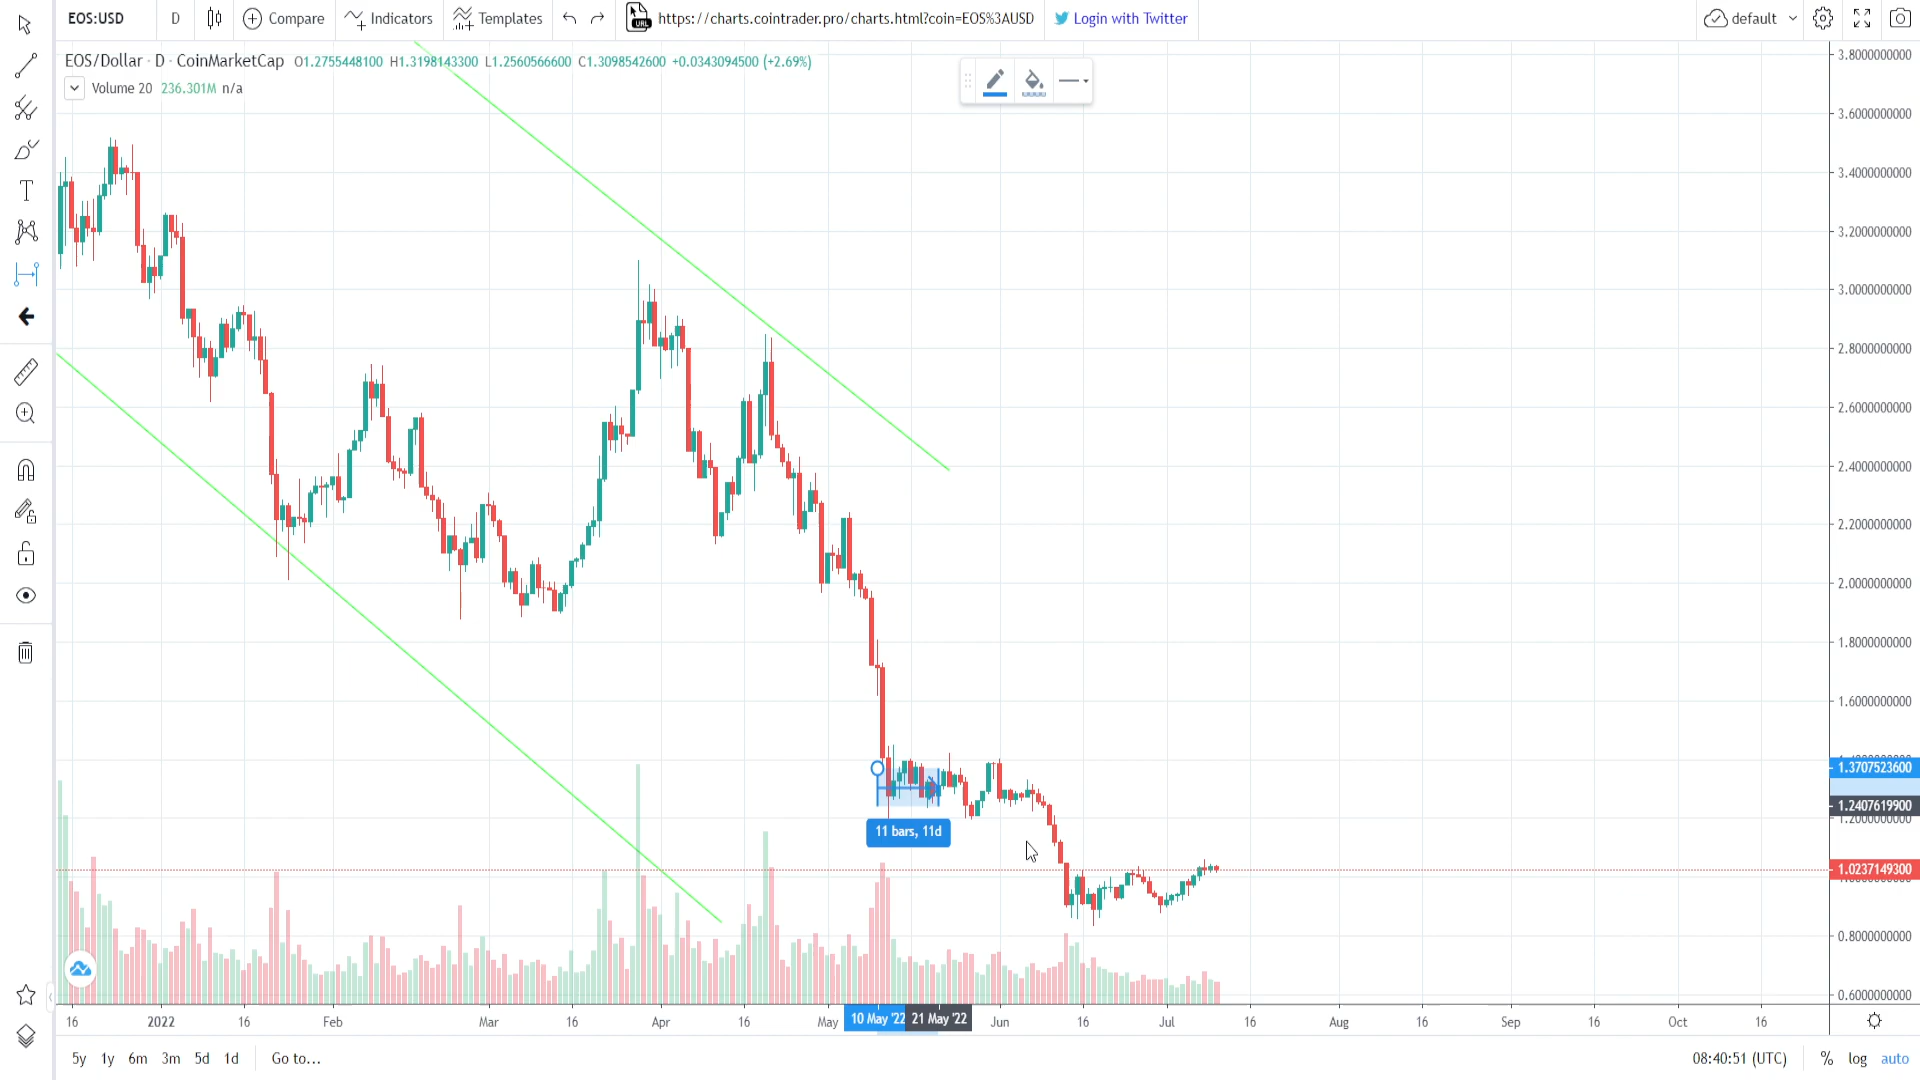 EOS:USD D Compare Indicators Templates URL https://charts.cointrader.pro/charts.html?coin=EOS%3AUSD Login with Twitter default
EOS/Dollar · D · CoinMarketCap O1.2755448100 H1.3198143300 L1.2560566600 C1.3098542600 +0.0343094500 (+2.69%)
Volume 20 236.301M n/a
T
3.8000000000
3.6000000000
3.4000000000
3.2000000000
3.0000000000
2.8000000000
2.6000000000
2.4000000000
2.2000000000
2.0000000000
1.8000000000
1.6000000000
1.3707523600
1.2407619900
1.2000000000
11 bars, 11d
1.0237149300
0.8000000000
0.6000000000
16 2022 16 Feb Mar 16 Apr 16 May 10 May '22 21 May '22 Jun 16 Jul 16 Aug 16 Sep 16 Oct 16
5y 1y 6m 3m 5d 1d Go to... 08:40:51 (UTC) % log auto